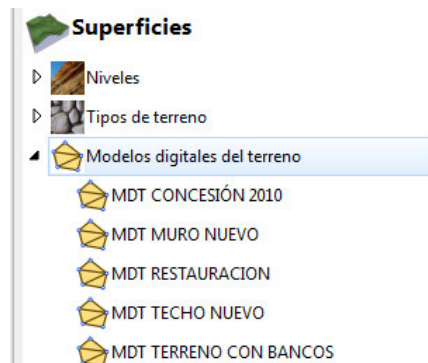 Superficies
Niveles
Tipos de terreno
Modelos digitales del terreno
MDT CONCESIÓN 2010
MDT MURO NUEVO
MDT RESTAURACION
MDT TECHO NUEVO
MDT TERRENO CON BANCOS